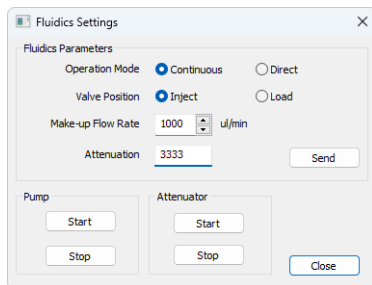 Fluidics Settings
Fluidics Parameters
Operation Mode Continuous Direct
Valve Position Inject Load
Make-up Flow Rate 1000 ul/min
Attenuation 3333 Send
Pump Attenuator
Start Start
Stop Stop
Close